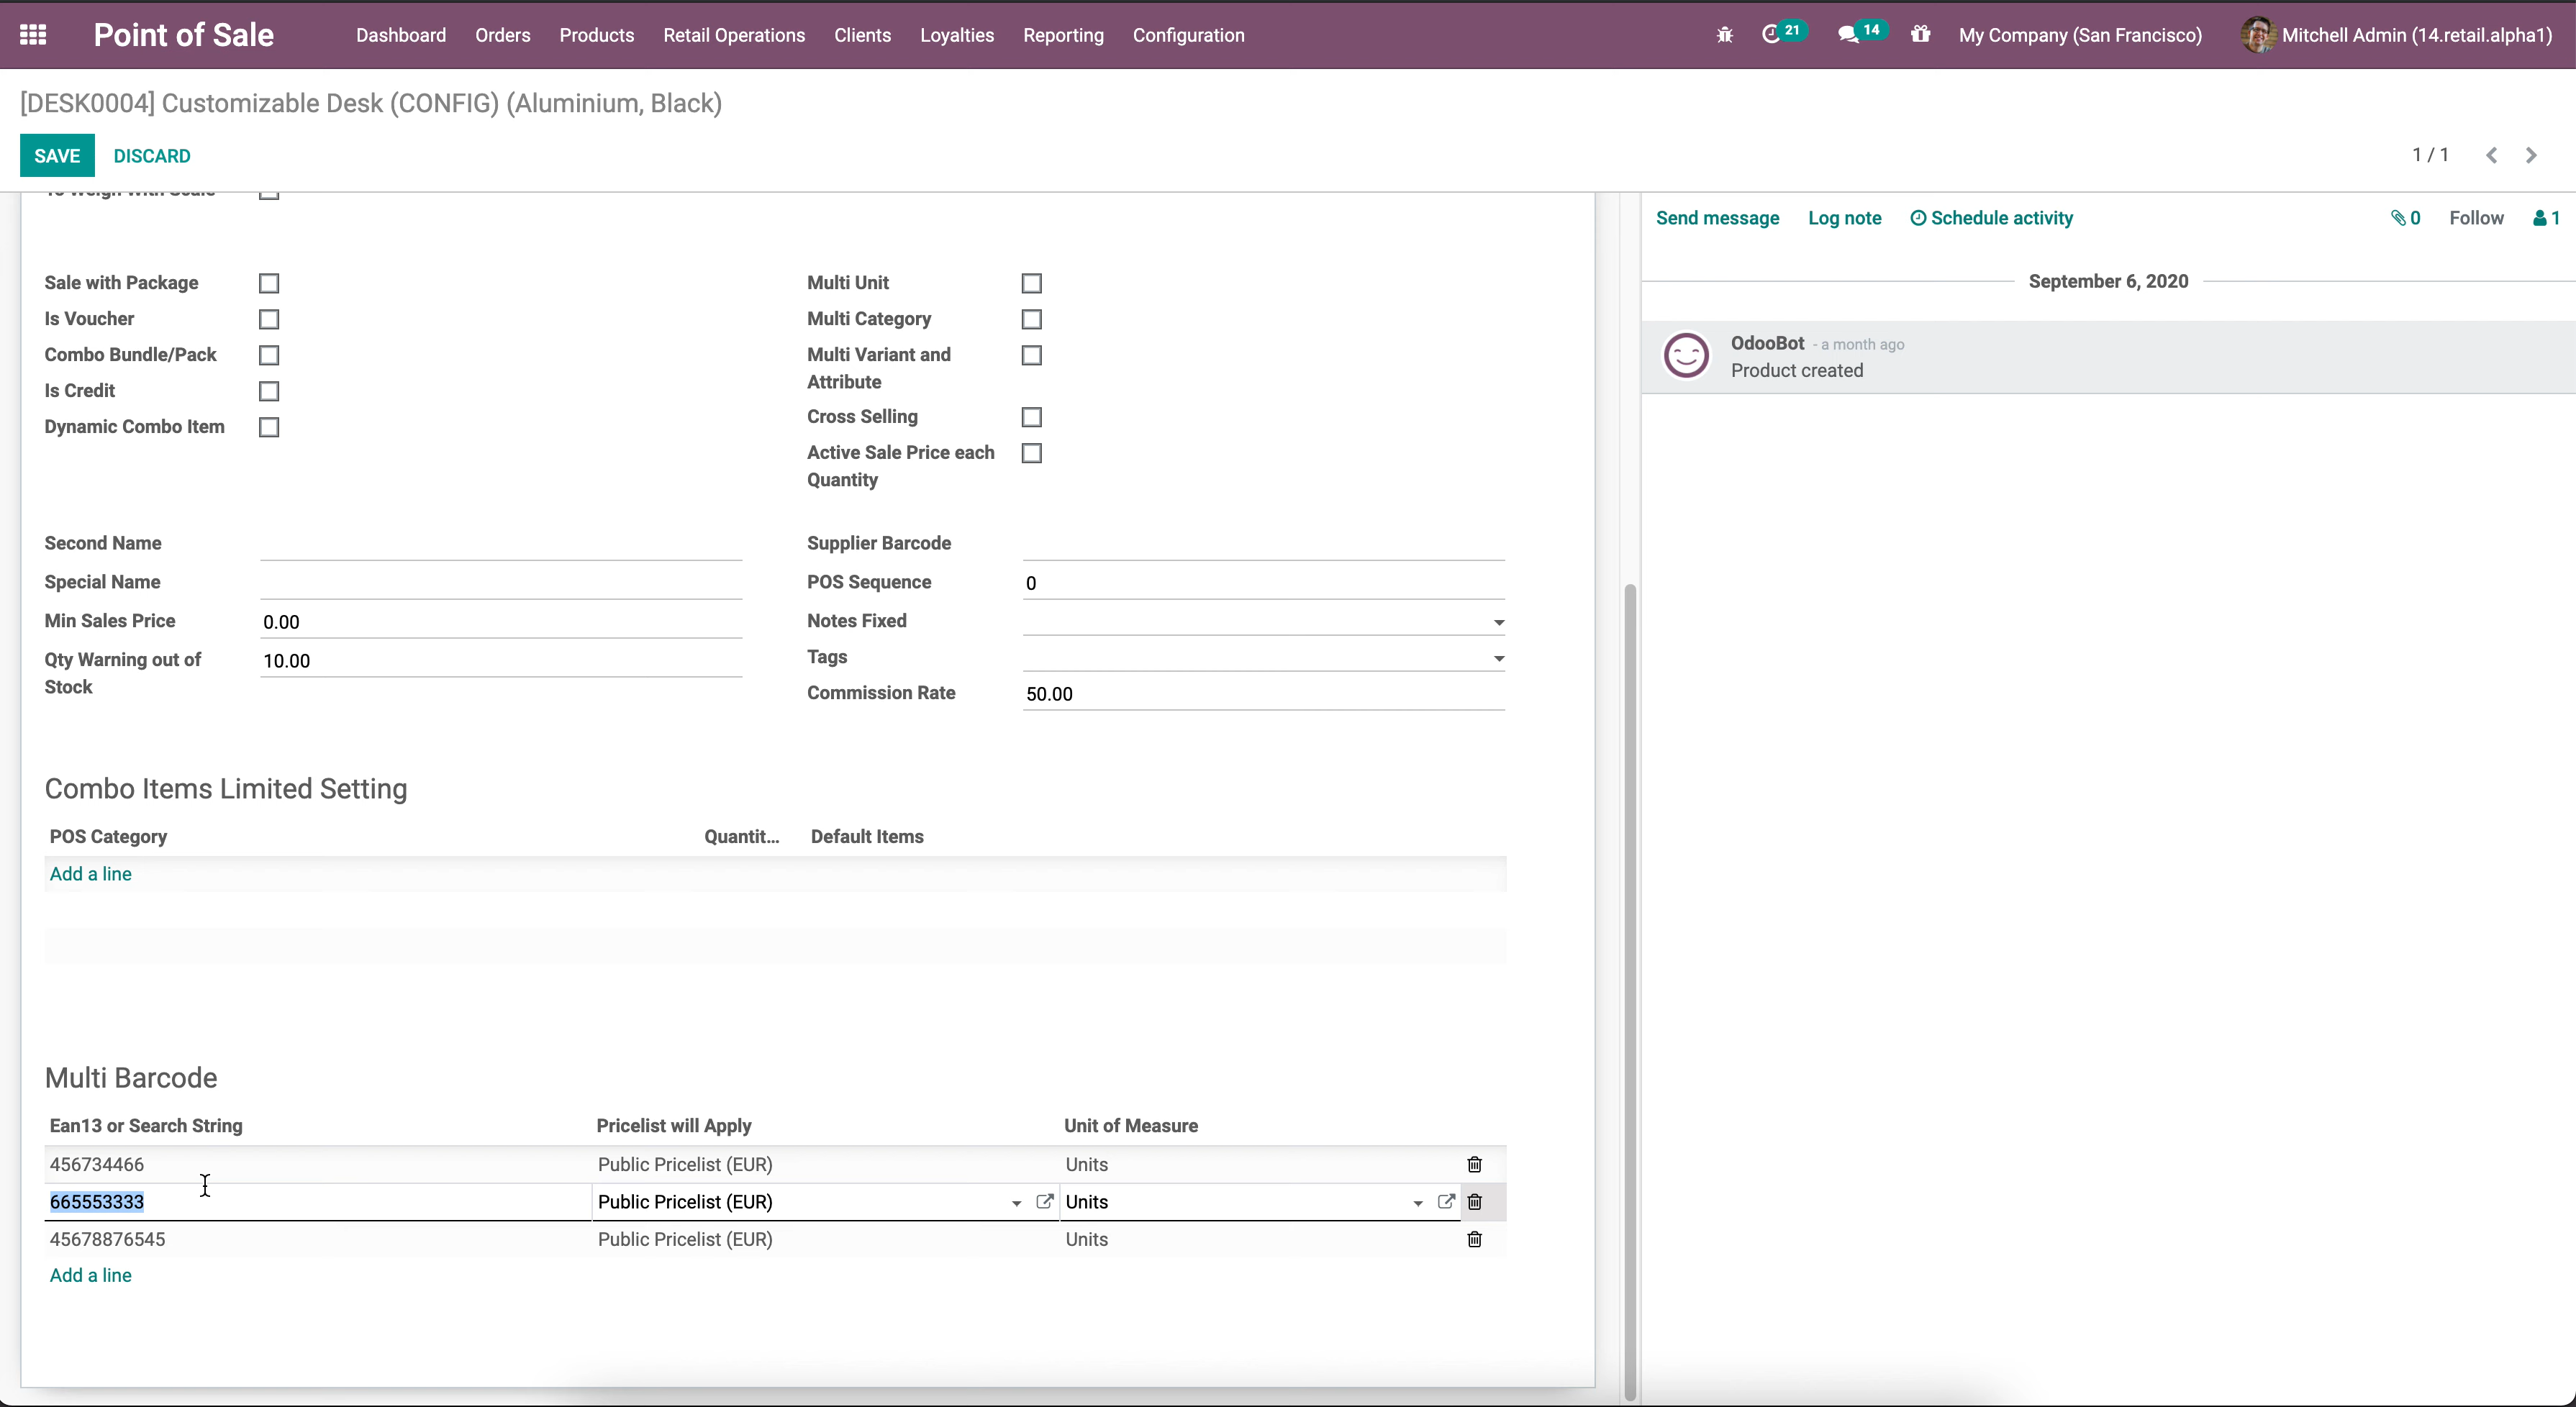 Point of Sale Dashboard Orders Products Retail Operations Clients Loyalties Reporting Configuration 21 14 My Company (San Francisco) Mitchell Admin (14.retail.alpha1)
[DESK0004] Customizable Desk (CONFIG) (Aluminium, Black)
SAVE DISCARD 1 / 1
To Weigh With Scale
Send message Log note Schedule activity 0 Follow 1
Sale with Package Multi Unit
September 6, 2020
Is Voucher Multi Category
Combo Bundle/Pack Multi Variant and
Attribute
OdooBot - a month ago
Product created
Is Credit
Dynamic Combo Item Cross Selling
Active Sale Price each
Quantity
Second Name Supplier Barcode
Special Name POS Sequence 0
Min Sales Price 0.00 Notes Fixed
Qty Warning out of 10.00 Tags
Stock
Commission Rate 50.00
Combo Items Limited Setting
POS Category Quantit... Default Items
Add a line
Multi Barcode
Ean13 or Search String Pricelist will Apply Unit of Measure
456734466 Public Pricelist (EUR) Units
665553333 Public Pricelist (EUR) Units
45678876545 Public Pricelist (EUR) Units
Add a line